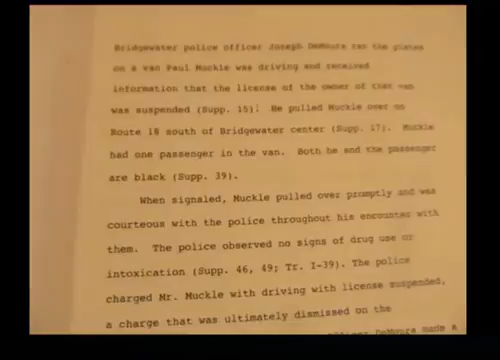 Bridgewater police officer Joseph DeMoura ran the plates
on a van Paul Muckle was driving and received
information that the license of the owner of that van
was suspended (Supp. 15). He pulled Muckle over on
Route 18 south of Bridgewater center (Supp. 17). Muckle
had one passenger in the van. Both he and the passenger
are black (Supp. 39).
When signaled, Muckle pulled over promptly and was
courteous with the police throughout his encounter with
them. The police observed no signs of drug use or
intoxication (Supp. 46, 49; Tr. I-39). The police
charged Mr. Muckle with driving with license suspended,
a charge that was ultimately dismissed on the
Officer DeMoura made a